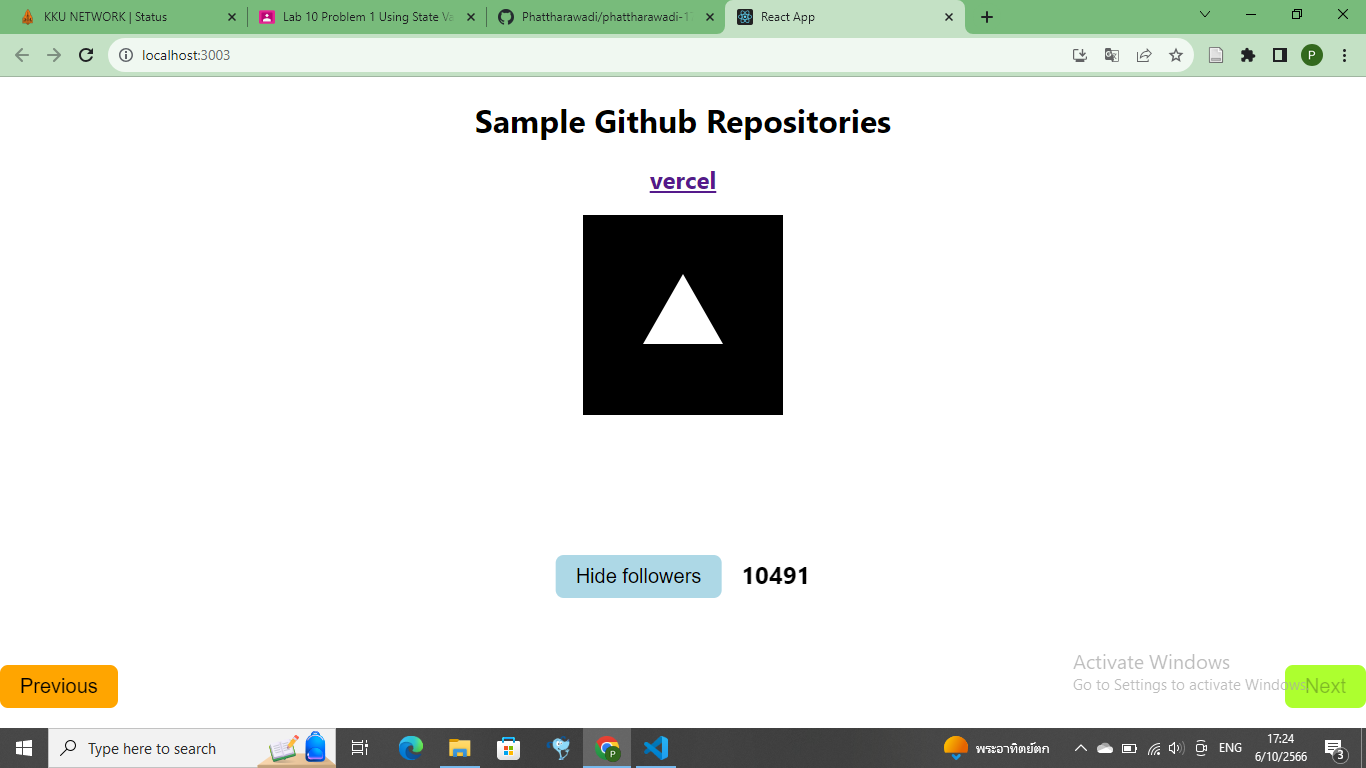 KKU NETWORK | Status
Lab 10 Problem 1 Using State Va
Phattharawadi/phattharawadi-17
React App
localhost:3003
P
Sample Github Repositories
vercel
Hide followers
10491
Activate Windows
Go to Settings to activate Windows
Previous
Next
Type here to search
P
พระอาทิตย์ตก
ENG
17:24
6/10/2566
3